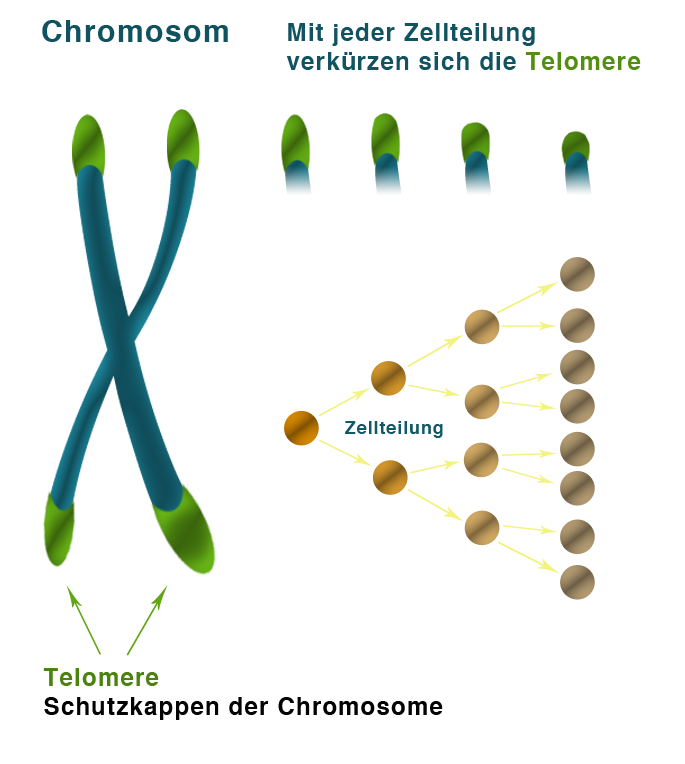 Chromosom
Mit jeder Zellteilung
verkürzen sich die Telomere
Zellteilung
Telomere
Schutzkappen der Chromosome